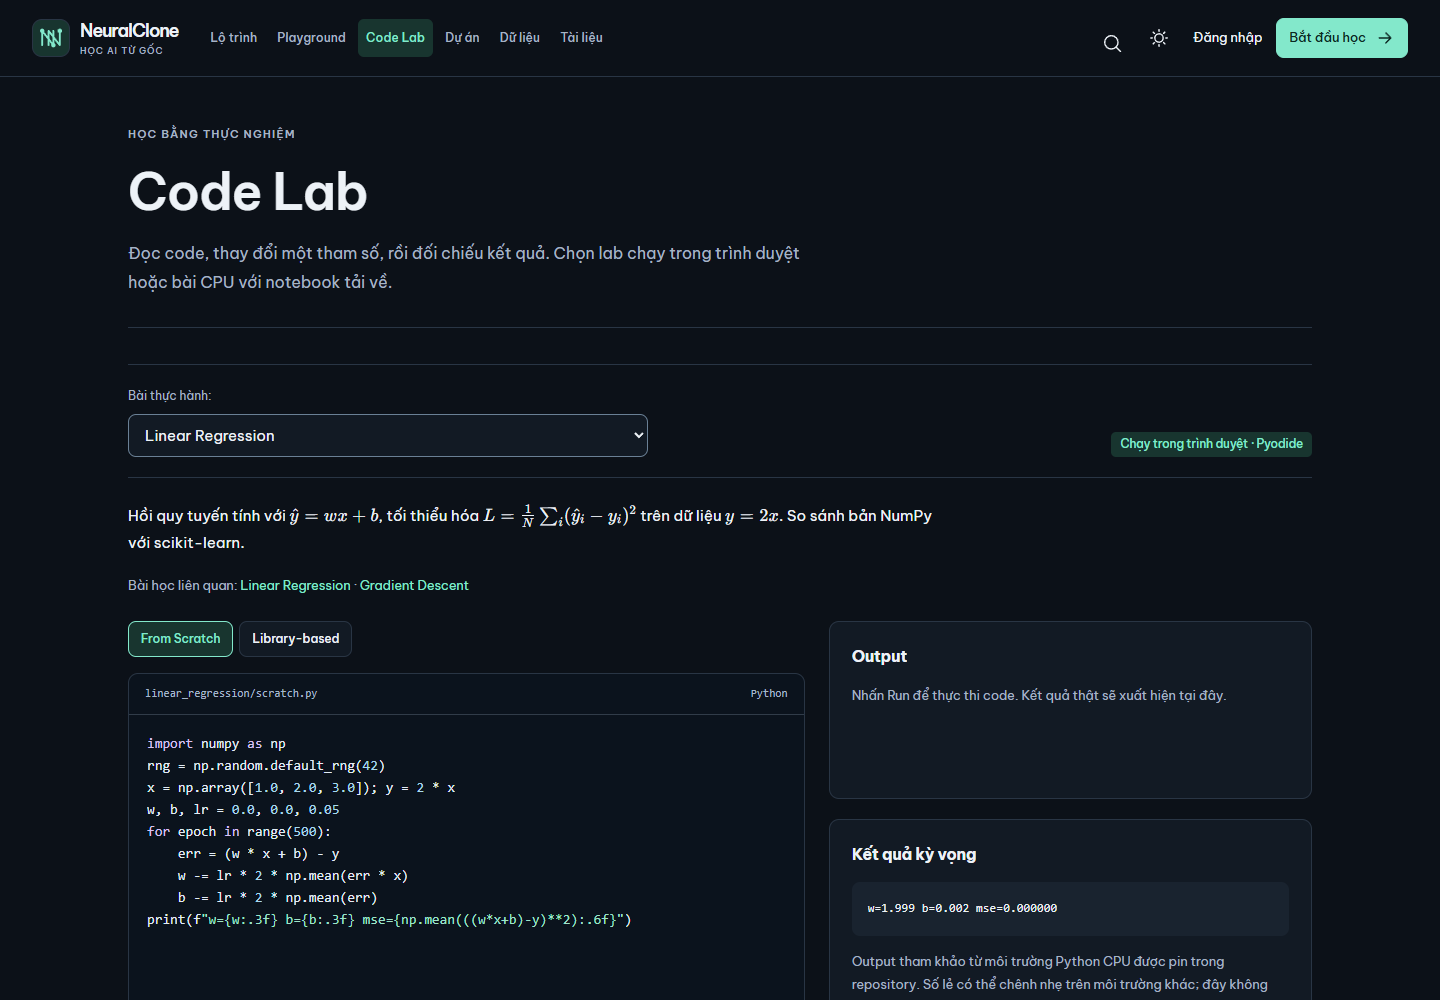 NeuralClone
HỌC AI TỪ GỐC
Lộ trình Playground Code Lab Dự án Dữ liệu Tài liệu
Đăng nhập
Bắt đầu học →
HỌC BẰNG THỰC NGHIỆM
Code Lab
Đọc code, thay đổi một tham số, rồi đối chiếu kết quả. Chọn lab chạy trong trình duyệt
hoặc bài CPU với notebook tải về.
Bài thực hành:
Linear Regression
Chạy trong trình duyệt · Pyodide
Hồi quy tuyến tính với ŷ = wx + b, tối thiểu hóa L = 1/N ∑ᵢ(ŷᵢ − yᵢ)² trên dữ liệu y = 2x. So sánh bản NumPy
với scikit-learn.
Bài học liên quan: Linear Regression · Gradient Descent
From Scratch Library-based
linear_regression/scratch.py Python
import numpy as np
rng = np.random.default_rng(42)
x = np.array([1.0, 2.0, 3.0]); y = 2 * x
w, b, lr = 0.0, 0.0, 0.05
for epoch in range(500):
    err = (w * x + b) - y
    w -= lr * 2 * np.mean(err * x)
    b -= lr * 2 * np.mean(err)
print(f"w={w:.3f} b={b:.3f} mse={np.mean(((w*x+b)-y)**2):.6f}")
Output
Nhấn Run để thực thi code. Kết quả thật sẽ xuất hiện tại đây.
Kết quả kỳ vọng
w=1.999 b=0.002 mse=0.000000
Output tham khảo từ môi trường Python CPU được pin trong
repository. Số lẻ có thể chênh nhẹ trên môi trường khác; đây không